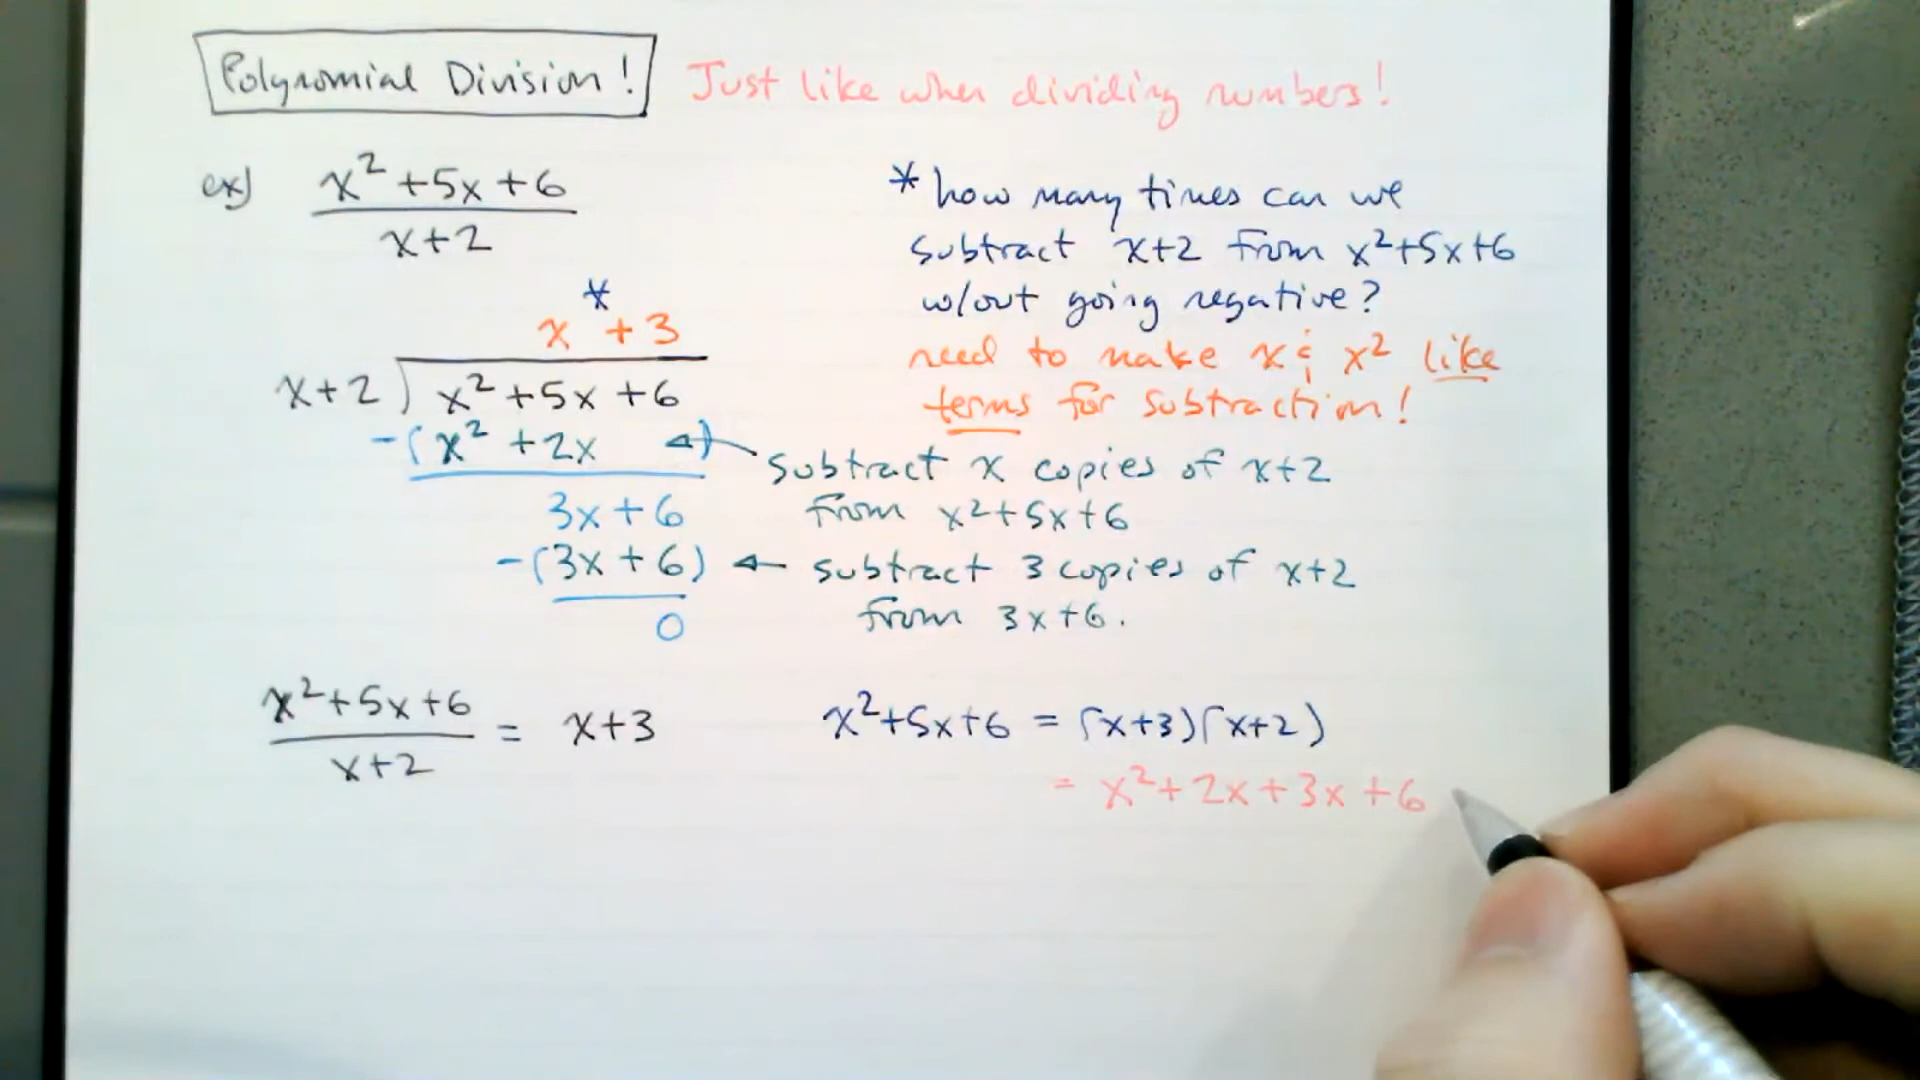 Polynomial Division! Just like when dividing numbers!
ex) x² +5x+6
x+2
* how many times can we
subtract x+2 from x²+5x+6
w/out going negative?
need to make x & x² like
terms for subtraction!
*
x +3
x+2 ) x² +5x +6
-(x² +2x )
subtract x copies of x+2
from x²+5x+6
3x+6
-(3x+6)
subtract 3 copies of x+2
from 3x+6.
0
x²+5x+6
x+2
= x+3
x²+5x+6 = (x+3)(x+2)
= x²+2x+3x+6